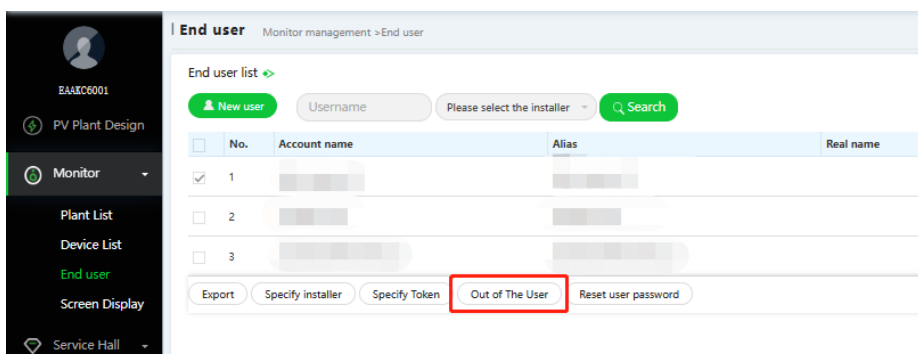 End user Monitor management >End user
EAAKC6001
PV Plant Design
Monitor
Plant List
Device List
End user
Screen Display
Service Hall
End user list
New user Username Please select the installer Search
No. Account name Alias Real name
1
2
3
Export Specify installer Specify Token Out of The User Reset user password